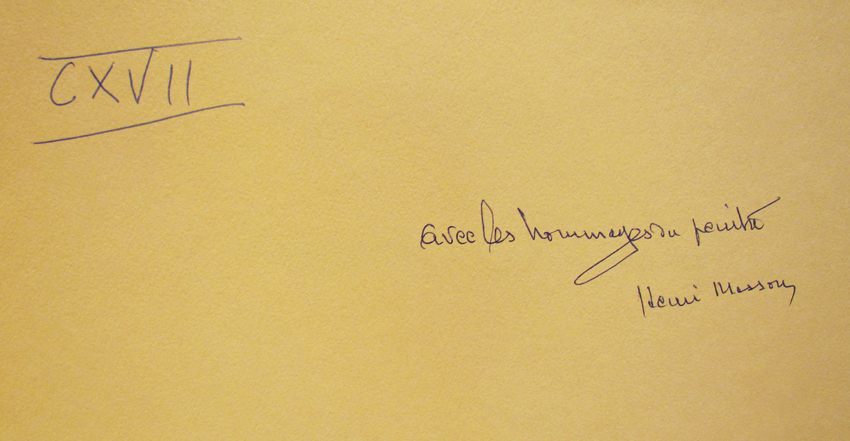 CXVII
avec les hommages du peintre
Henri Masson